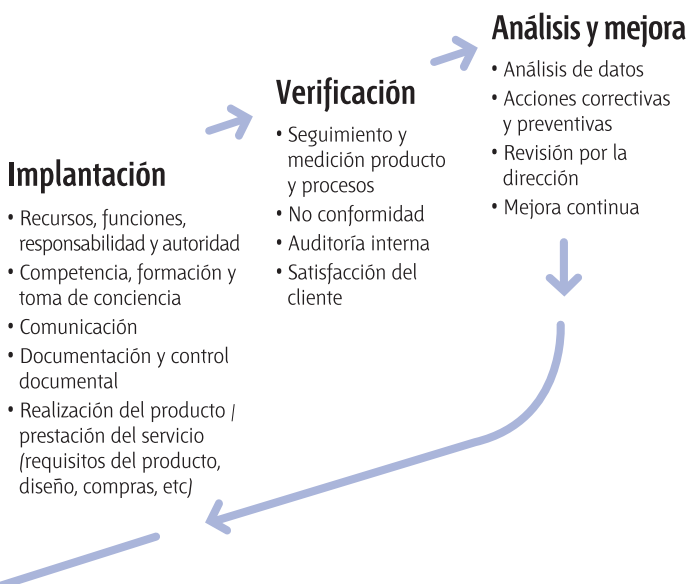 Implantación
• Recursos, funciones,
responsabilidad y autoridad
• Competencia, formación y
toma de conciencia
• Comunicación
• Documentación y control
documental
• Realización del producto /
prestación del servicio
(requisitos del producto,
diseño, compras, etc)
Verificación
• Seguimiento y
medición producto
y procesos
• No conformidad
• Auditoría interna
• Satisfacción del
cliente
Análisis y mejora
• Análisis de datos
• Acciones correctivas
y preventivas
• Revisión por la
dirección
• Mejora continua